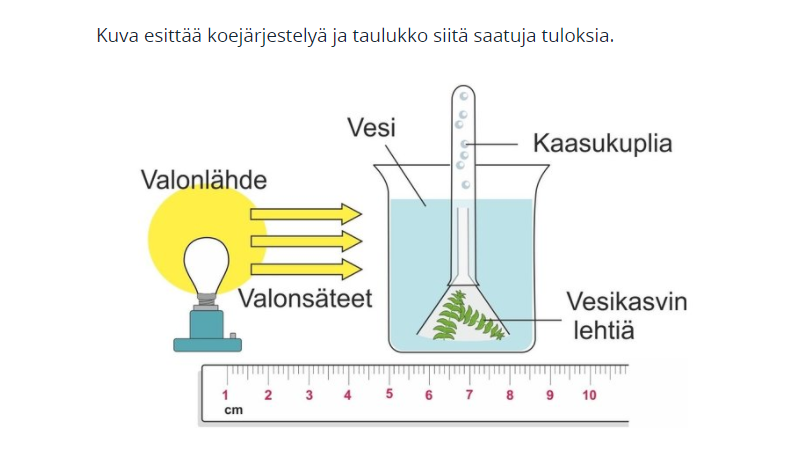 Kuva esittää koejärjestelyä ja taulukko siitä saatuja tuloksia.
Vesi
Kaasukuplia
Valonlähde
Valonsäteet
Vesikasvin
lehtiä
1 2 3 4 5 6 7 8 9 10
cm